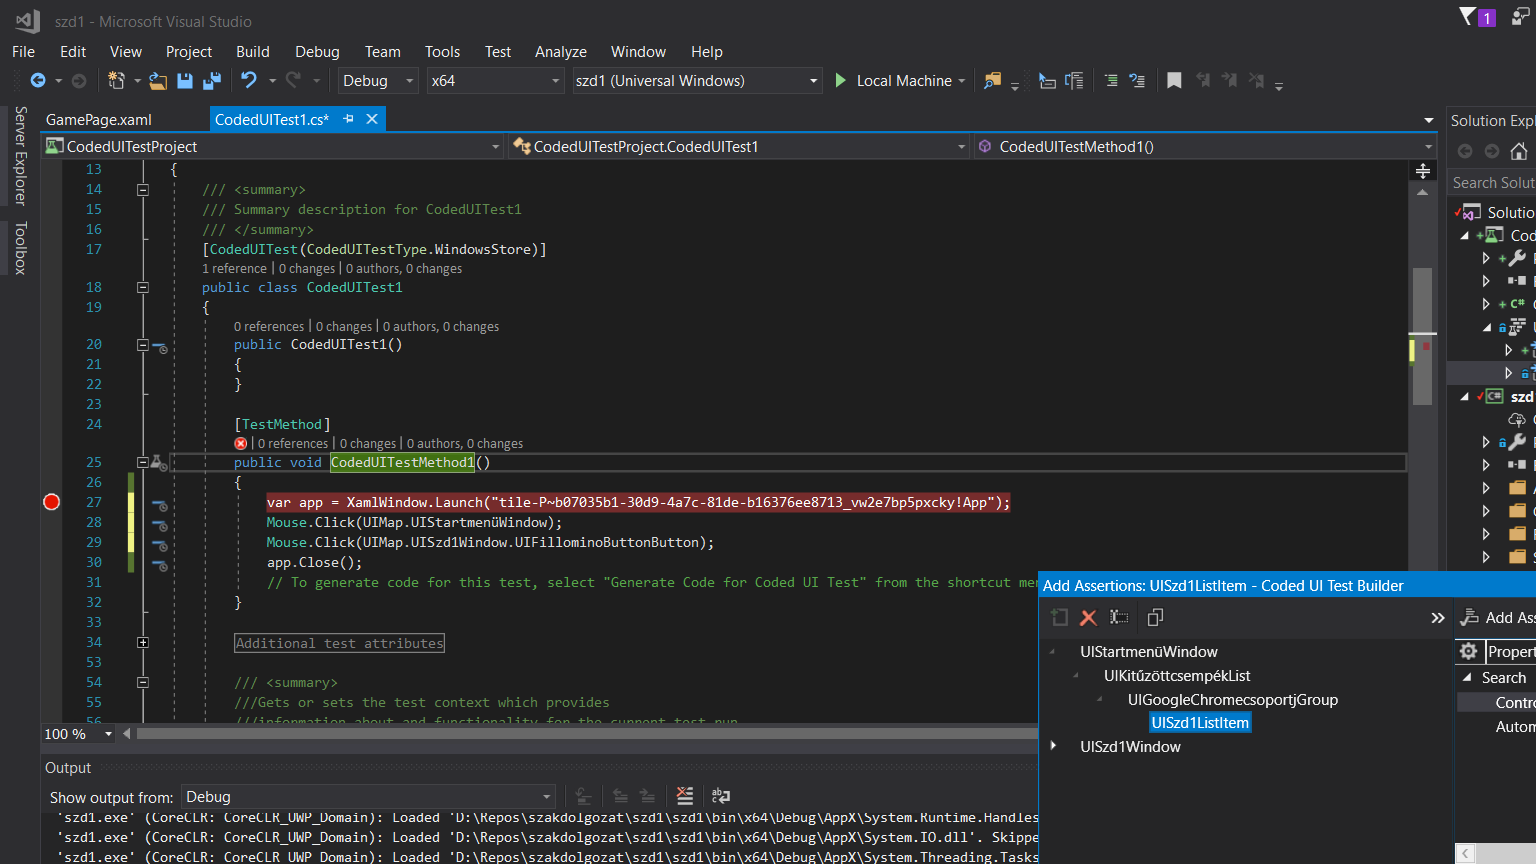 szd1 - Microsoft Visual Studio
1
File Edit View Project Build Debug Team Tools Test Analyze Window Help
Debug x64 szd1 (Universal Windows) Local Machine
Server Explorer
Toolbox
GamePage.xaml CodedUITest1.cs*
CodedUITestProject CodedUITestProject.CodedUITest1 CodedUITestMethod1()
13 {
14 /// <summary>
15 /// Summary description for CodedUITest1
16 /// </summary>
17 [CodedUITest(CodedUITestType.WindowsStore)]
1 reference | 0 changes | 0 authors, 0 changes
18 public class CodedUITest1
19 {
0 references | 0 changes | 0 authors, 0 changes
20 public CodedUITest1()
21 {
22 }
23
24 [TestMethod]
| 0 references | 0 changes | 0 authors, 0 changes
25 public void CodedUITestMethod1()
26 {
27 var app = XamlWindow.Launch("tile-P~b07035b1-30d9-4a7c-81de-b16376ee8713_vw2e7bp5pxcky!App");
28 Mouse.Click(UIMap.UIStartmenüWindow);
29 Mouse.Click(UIMap.UISzd1Window.UIFillominoButtonButton);
30 app.Close();
31 // To generate code for this test, select "Generate Code for Coded UI Test" from the shortcut me
32 }
33
34 Additional test attributes
53
54 /// <summary>
55 ///Gets or sets the test context which provides
56 ///information about and functionality for the current test run
100 %
Output
Show output from: Debug
'szd1.exe' (CoreCLR: CoreCLR_UWP_Domain): Loaded 'D:\Repos\szakdolgozat\szd1\szd1\bin\x64\Debug\AppX\System.Runtime.Handles
'szd1.exe' (CoreCLR: CoreCLR_UWP_Domain): Loaded 'D:\Repos\szakdolgozat\szd1\szd1\bin\x64\Debug\AppX\System.IO.dll'. Skippe
'szd1.exe' (CoreCLR: CoreCLR_UWP_Domain): Loaded 'D:\Repos\szakdolgozat\szd1\szd1\bin\x64\Debug\AppX\System.Threading.Tasks
Solution Expl
Search Solut
Solutio
Cod
C#
szd
Add Assertions: UISzd1ListItem - Coded UI Test Builder
Add Ass
UIStartmenüWindow
UIKitűzöttcsempékList
UIGoogleChromecsoportjGroup
UISzd1ListItem
UISzd1Window
Propert
Search
Contro
Autom